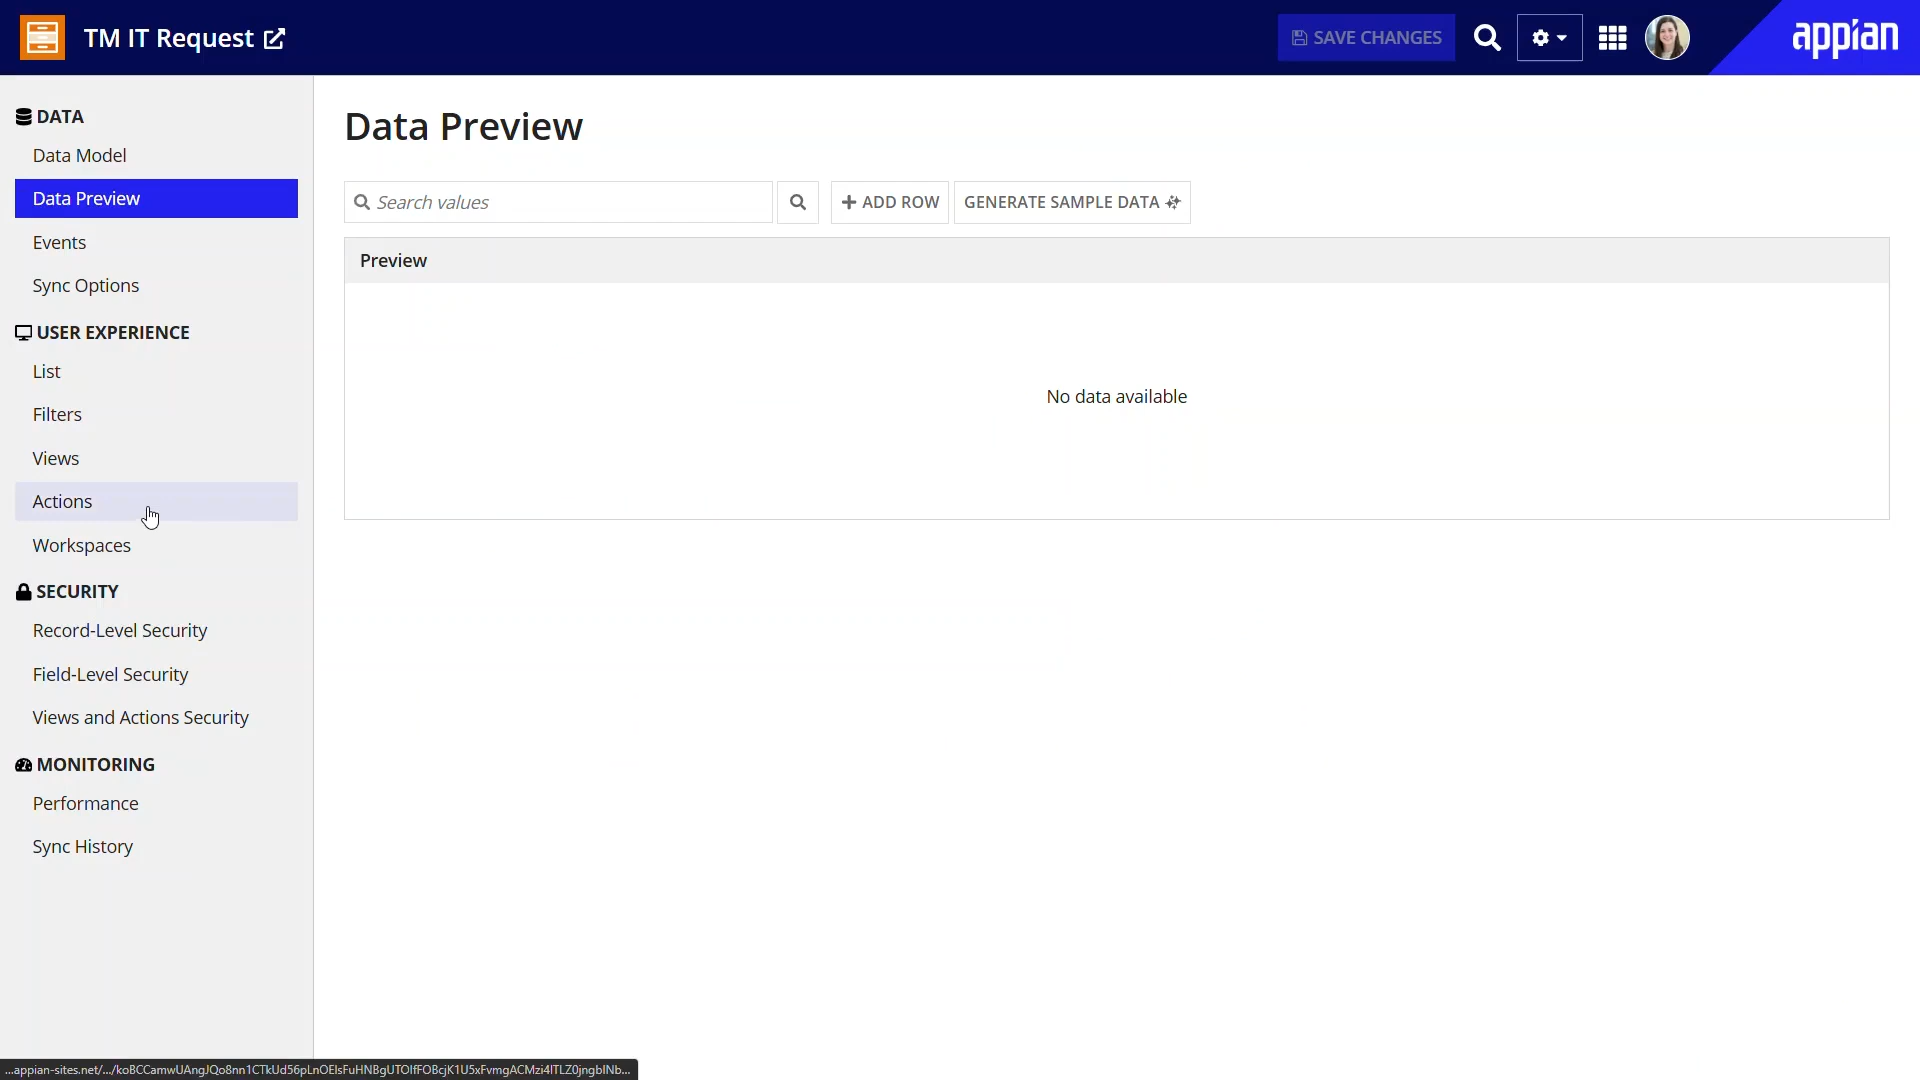 TM IT Request
SAVE CHANGES
appian
DATA
Data Model
Data Preview
Events
Sync Options
USER EXPERIENCE
List
Filters
Views
Actions
Workspaces
SECURITY
Record-Level Security
Field-Level Security
Views and Actions Security
MONITORING
Performance
Sync History
Data Preview
Search values
ADD ROW
GENERATE SAMPLE DATA
Preview
No data available